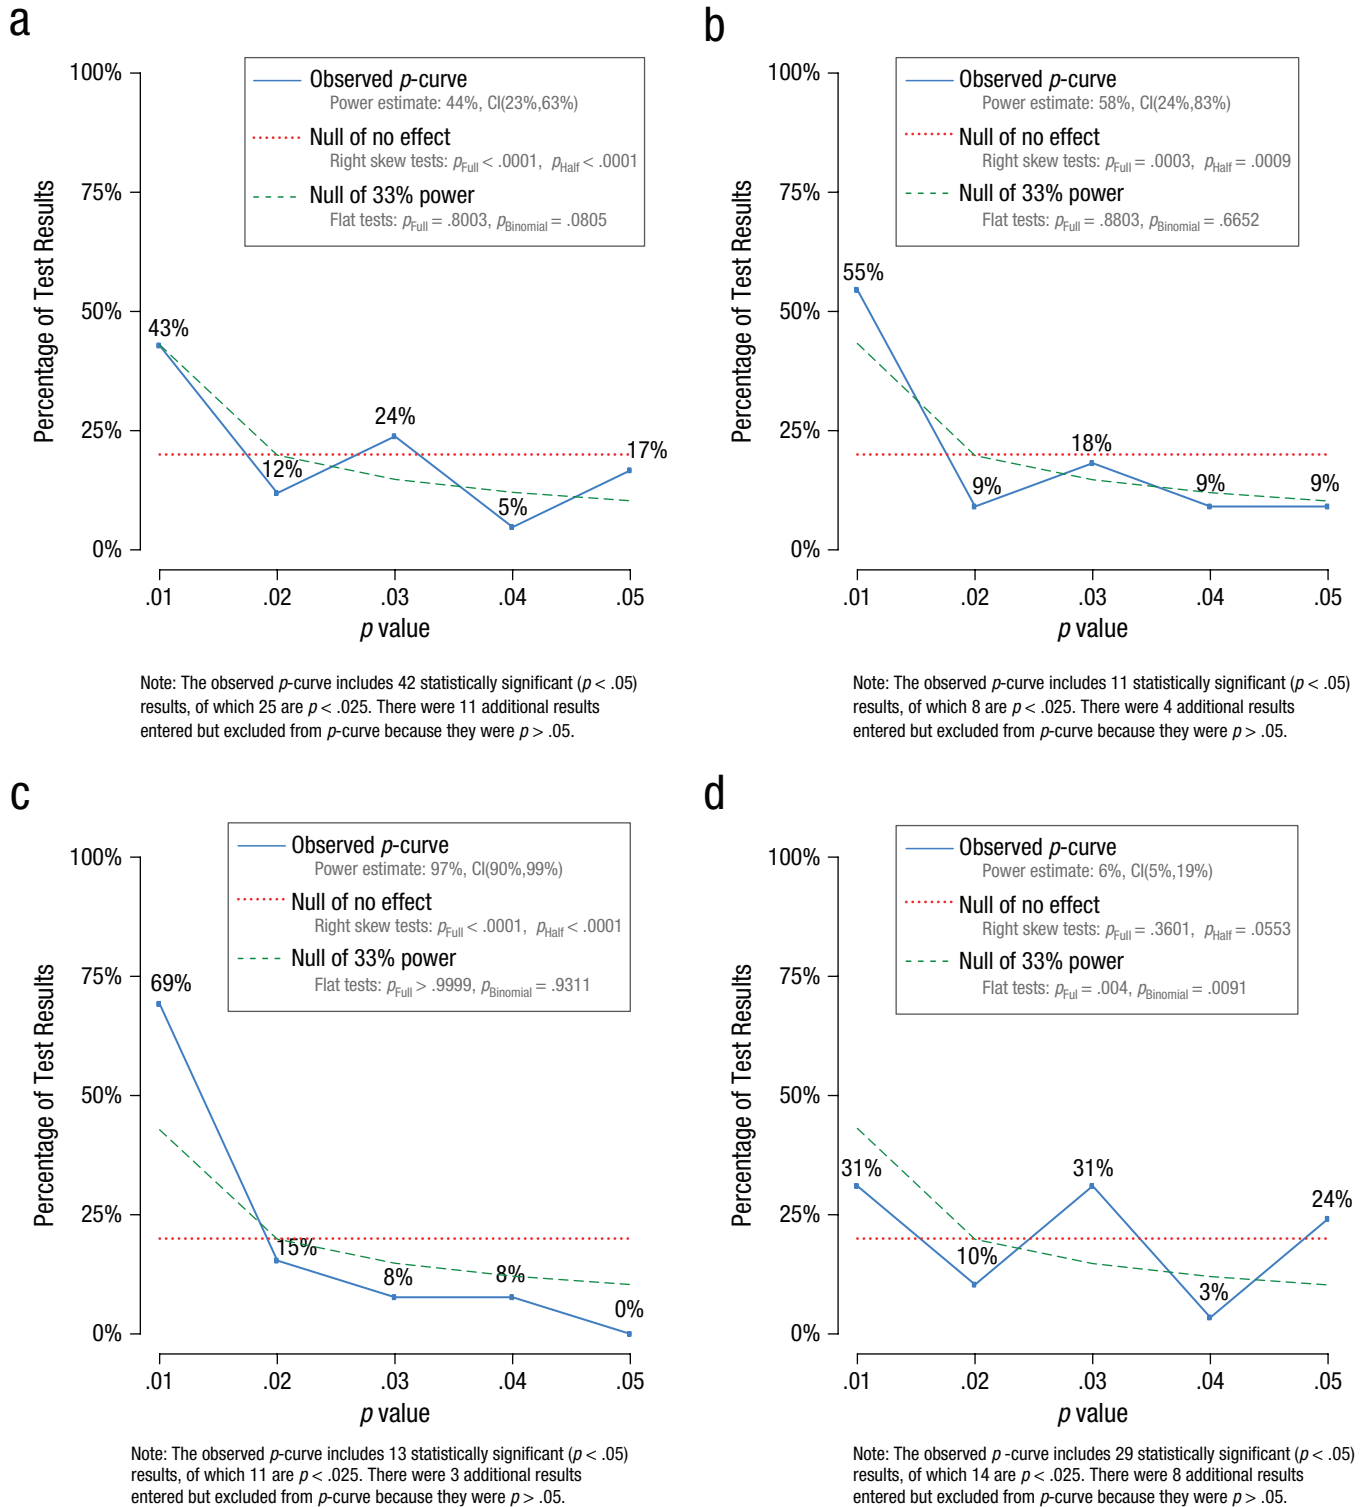 a
100%
75%
50%
25%
0%
Percentage of Test Results
Observed p-curve
Power estimate: 44%, CI(23%,63%)
Null of no effect
Right skew tests: pFull < .0001, pHalf < .0001
Null of 33% power
Flat tests: pFull = .8003, pBinomial = .0805
43%
12%
24%
5%
17%
.01 .02 .03 .04 .05
p value
Note: The observed p-curve includes 42 statistically significant (p < .05)
results, of which 25 are p < .025. There were 11 additional results
entered but excluded from p-curve because they were p > .05.
b
100%
75%
50%
25%
0%
Percentage of Test Results
Observed p-curve
Power estimate: 58%, CI(24%,83%)
Null of no effect
Right skew tests: pFull = .0003, pHalf = .0009
Null of 33% power
Flat tests: pFull = .8803, pBinomial = .6652
55%
9%
18%
9%
9%
.01 .02 .03 .04 .05
p value
Note: The observed p-curve includes 11 statistically significant (p < .05)
results, of which 8 are p < .025. There were 4 additional results
entered but excluded from p-curve because they were p > .05.
c
100%
75%
50%
25%
0%
Percentage of Test Results
Observed p-curve
Power estimate: 97%, CI(90%,99%)
Null of no effect
Right skew tests: pFull < .0001, pHalf < .0001
Null of 33% power
Flat tests: pFull > .9999, pBinomial = .9311
69%
15%
8%
8%
0%
.01 .02 .03 .04 .05
p value
Note: The observed p-curve includes 13 statistically significant (p < .05)
results, of which 11 are p < .025. There were 3 additional results
entered but excluded from p-curve because they were p > .05.
d
100%
75%
50%
25%
0%
Percentage of Test Results
Observed p-curve
Power estimate: 6%, CI(5%,19%)
Null of no effect
Right skew tests: pFull = .3601, pHalf = .0553
Null of 33% power
Flat tests: pFul = .004, pBinomial = .0091
31%
10%
31%
3%
24%
.01 .02 .03 .04 .05
p value
Note: The observed p -curve includes 29 statistically significant (p < .05)
results, of which 14 are p < .025. There were 8 additional results
entered but excluded from p-curve because they were p > .05.